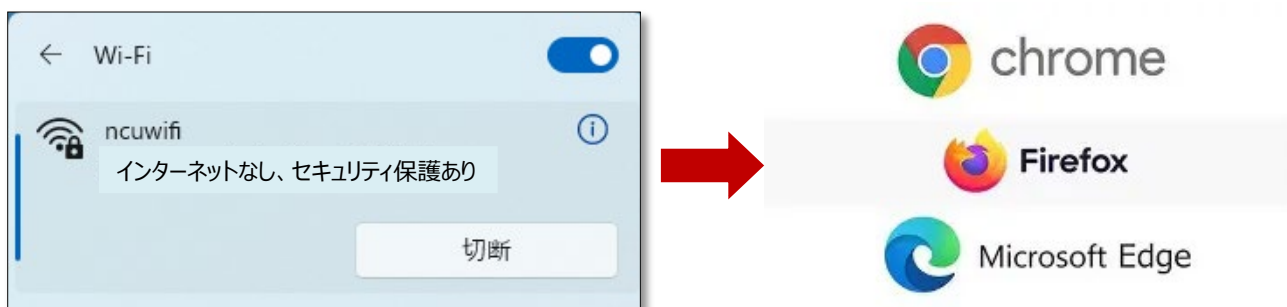 Wi-Fi
ncuwifi
インターネットなし、セキュリティ保護あり
切断
chrome
Firefox
Microsoft Edge